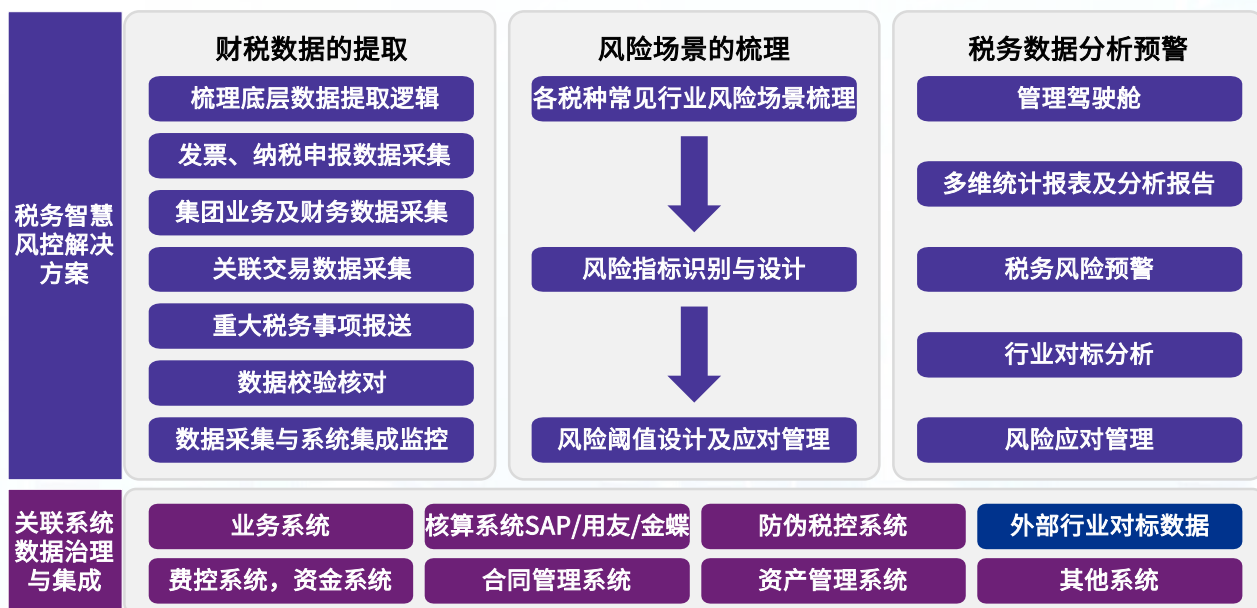 税务智慧
风控解决
方案
财税数据的提取
梳理底层数据提取逻辑
发票、纳税申报数据采集
集团业务及财务数据采集
关联交易数据采集
重大税务事项报送
数据校验核对
数据采集与系统集成监控
风险场景的梳理
各税种常见行业风险场景梳理
风险指标识别与设计
风险阈值设计及应对管理
税务数据分析预警
管理驾驶舱
多维统计报表及分析报告
税务风险预警
行业对标分析
风险应对管理
关联系统
数据治理
与集成
业务系统
核算系统SAP/用友/金蝶
防伪税控系统
外部行业对标数据
费控系统，资金系统
合同管理系统
资产管理系统
其他系统